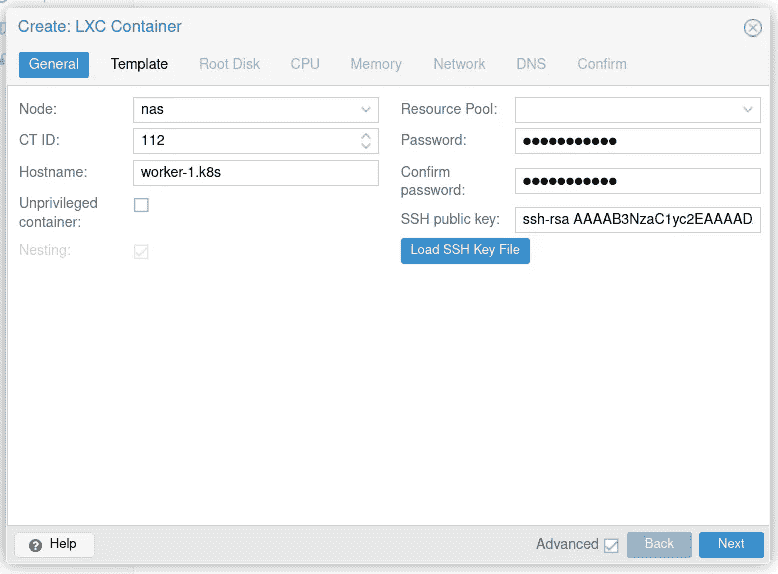 Create: LXC Container
General Template Root Disk CPU Memory Network DNS Confirm
Node: nas
CT ID: 112
Hostname: worker-1.k8s
Unprivileged
container:
Nesting:
Resource Pool:
Password: ●●●●●●●●●●●
Confirm
password: ●●●●●●●●●●●
SSH public key: ssh-rsa AAAAB3NzaC1yc2EAAAAD
Load SSH Key File
Help Advanced Back Next